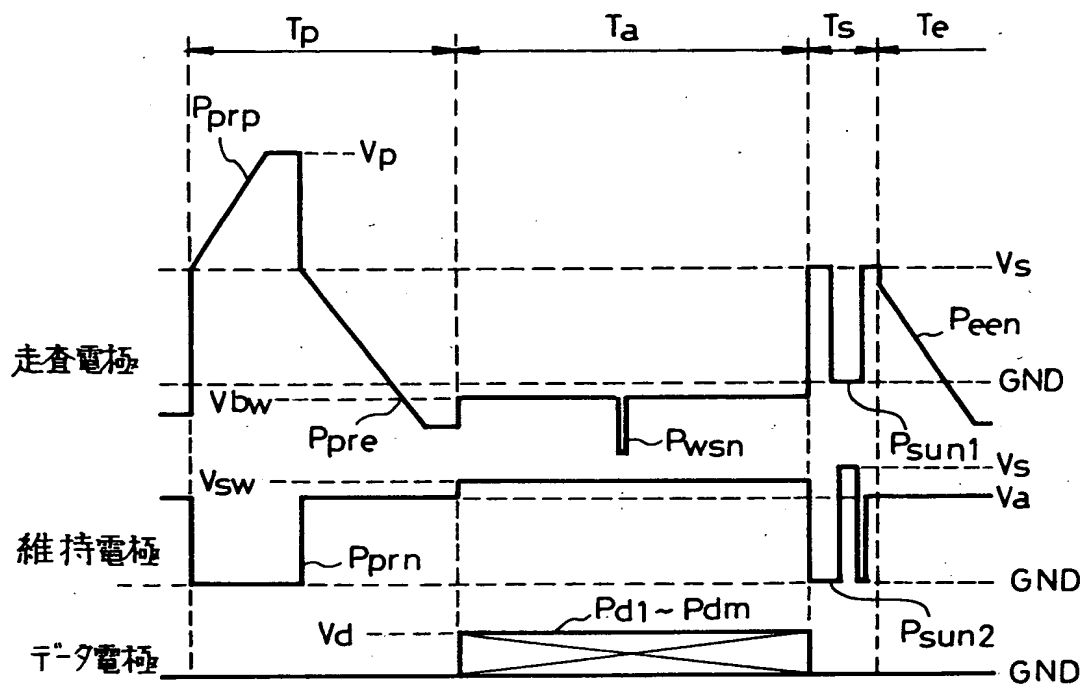 Tp Ta Ts Te
Pprp
Vp
Vs
Peen
走査電極
GND
Vbw
Ppre
Pwsn
Psun1
Vsw
Vs
Va
維持電極
Pprn
GND
Pd1~Pdm
Psun2
Vd
データ電極
GND